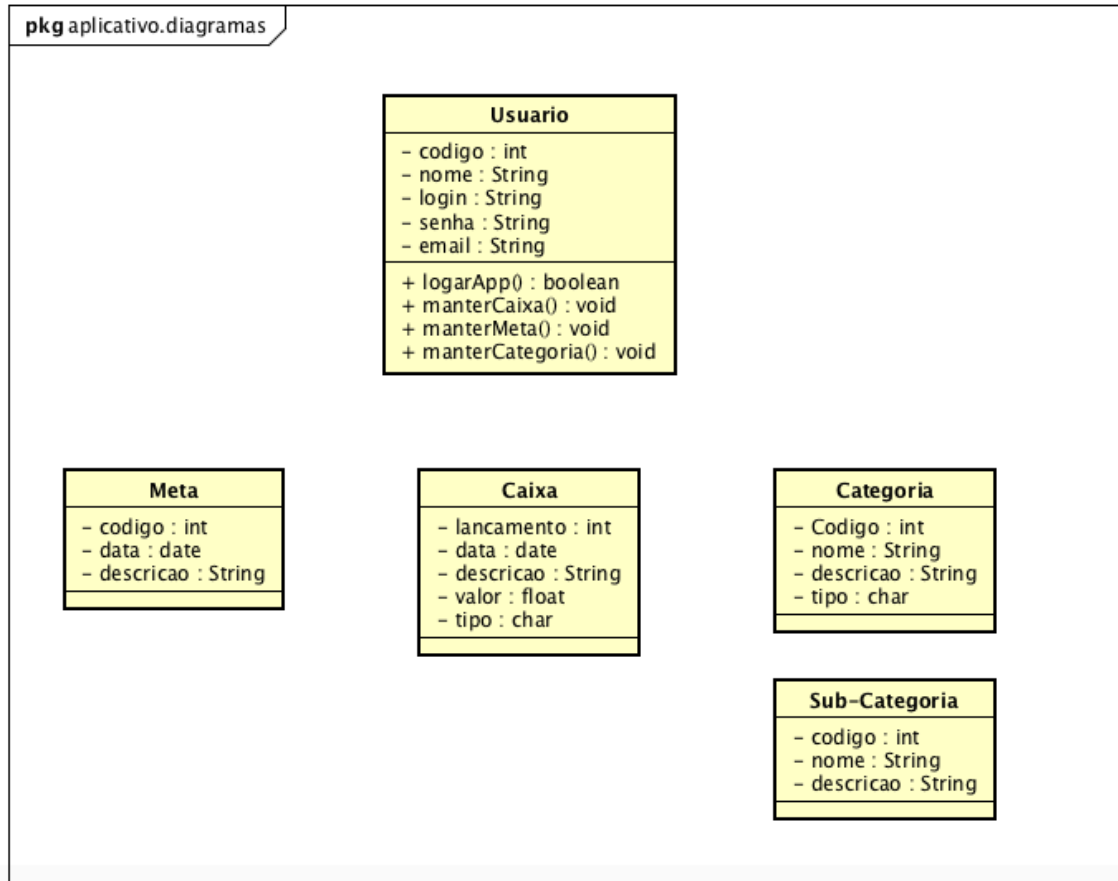 pkg aplicativo.diagramas
Usuario
- codigo : int
- nome : String
- login : String
- senha : String
- email : String
+ logarApp() : boolean
+ manterCaixa() : void
+ manterMeta() : void
+ manterCategoria() : void
Meta
- codigo : int
- data : date
- descricao : String
Caixa
- lancamento : int
- data : date
- descricao : String
- valor : float
- tipo : char
Categoria
- Codigo : int
- nome : String
- descricao : String
- tipo : char
Sub-Categoria
- codigo : int
- nome : String
- descricao : String